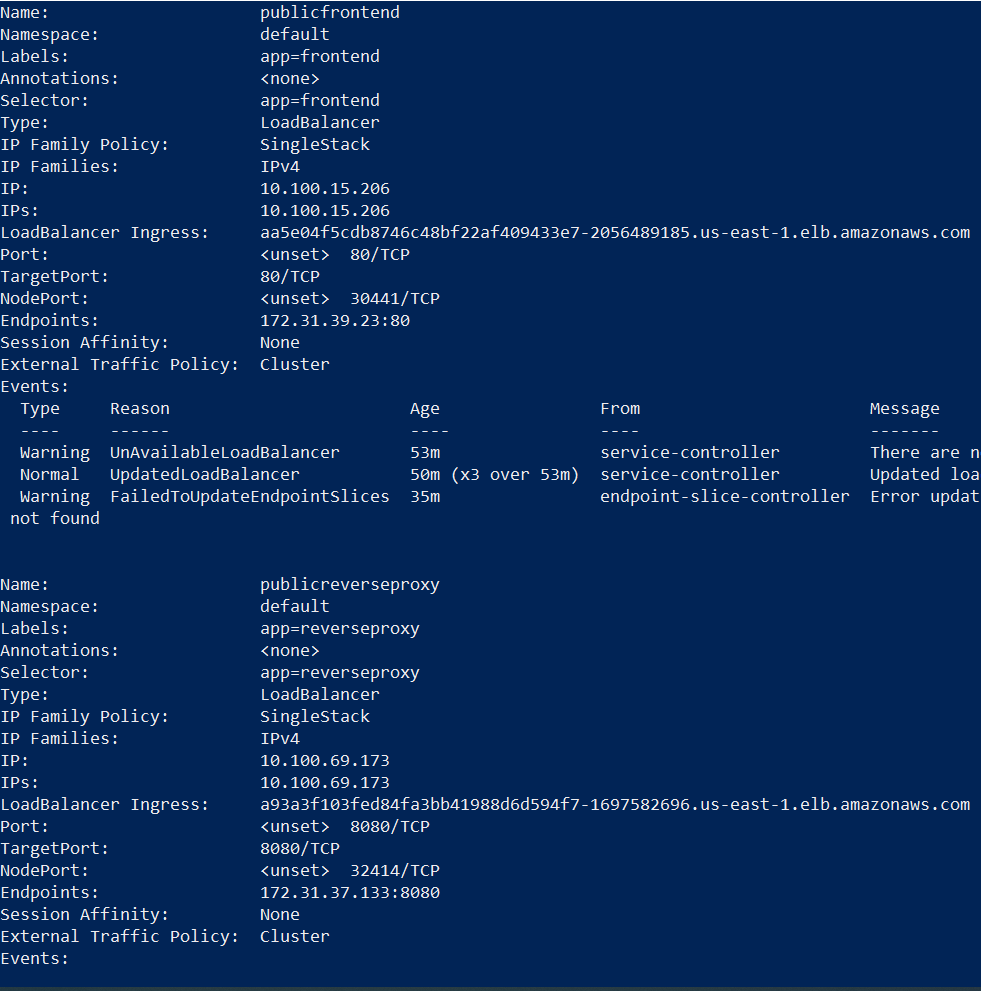 Name:                     publicfrontend
Namespace:                default
Labels:                   app=frontend
Annotations:              <none>
Selector:                 app=frontend
Type:                     LoadBalancer
IP Family Policy:         SingleStack
IP Families:              IPv4
IP:                       10.100.15.206
IPs:                      10.100.15.206
LoadBalancer Ingress:     aa5e04f5cdb8746c48bf22af409433e7-2056489185.us-east-1.elb.amazonaws.com
Port:                     <unset>  80/TCP
TargetPort:               80/TCP
NodePort:                 <unset>  30441/TCP
Endpoints:                172.31.39.23:80
Session Affinity:         None
External Traffic Policy:  Cluster
Events:
  Type     Reason                        Age                From                       Message
  ----     ------                        ----               ----                       -------
  Warning  UnAvailableLoadBalancer       53m                service-controller         There are n
  Normal   UpdatedLoadBalancer           50m (x3 over 53m)  service-controller         Updated loa
  Warning  FailedToUpdateEndpointSlices  35m                endpoint-slice-controller  Error updat
 not found
Name:                     publicreverseproxy
Namespace:                default
Labels:                   app=reverseproxy
Annotations:              <none>
Selector:                 app=reverseproxy
Type:                     LoadBalancer
IP Family Policy:         SingleStack
IP Families:              IPv4
IP:                       10.100.69.173
IPs:                      10.100.69.173
LoadBalancer Ingress:     a93a3f103fed84fa3bb41988d6d594f7-1697582696.us-east-1.elb.amazonaws.com
Port:                     <unset>  8080/TCP
TargetPort:               8080/TCP
NodePort:                 <unset>  32414/TCP
Endpoints:                172.31.37.133:8080
Session Affinity:         None
External Traffic Policy:  Cluster
Events: